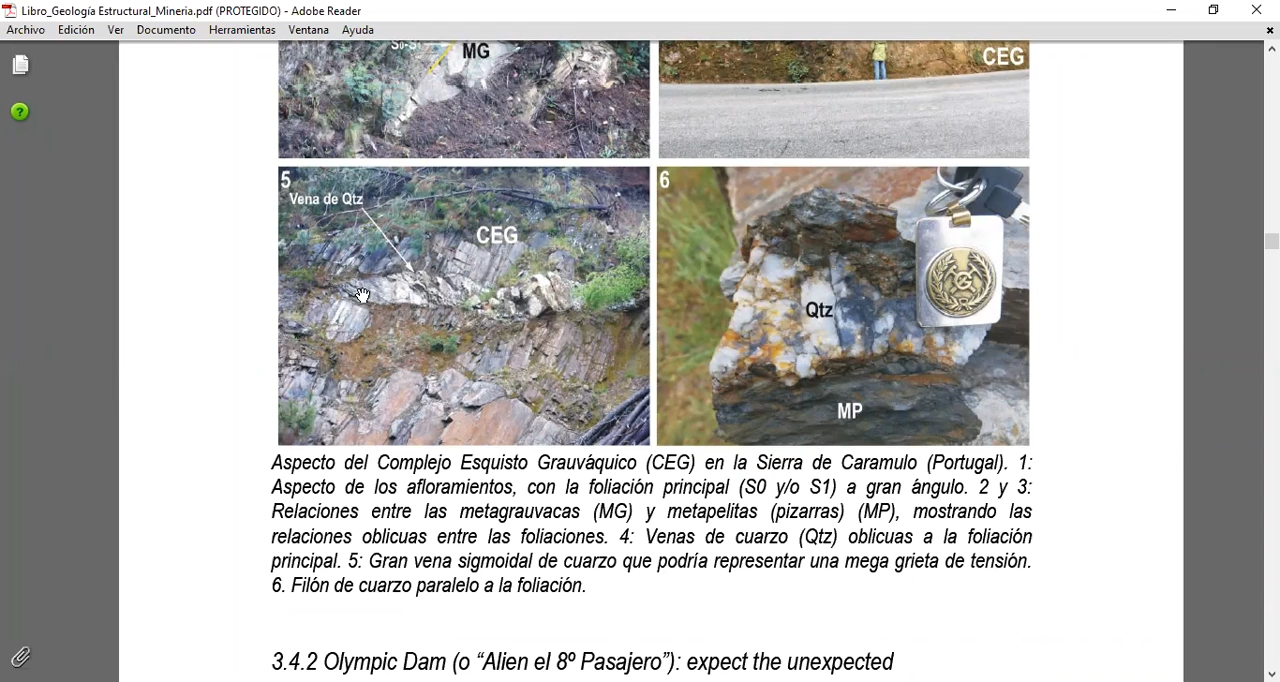 Libro_Geología Estructural_Mineria.pdf (PROTEGIDO) - Adobe Reader
Archivo Edición Ver Documento Herramientas Ventana Ayuda
S0-S1
MG
CEG
5
Vena de Qtz
CEG
6
Qtz
G
MP
Aspecto del Complejo Esquisto Grauváquico (CEG) en la Sierra de Caramulo (Portugal). 1:
Aspecto de los afloramientos, con la foliación principal (S0 y/o S1) a gran ángulo. 2 y 3:
Relaciones entre las metagrauvacas (MG) y metapelitas (pizarras) (MP), mostrando las
relaciones oblicuas entre las foliaciones. 4: Venas de cuarzo (Qtz) oblicuas a la foliación
principal. 5: Gran vena sigmoidal de cuarzo que podría representar una mega grieta de tensión.
6. Filón de cuarzo paralelo a la foliación.
3.4.2 Olympic Dam (o “Alien el 8º Pasajero”): expect the unexpected